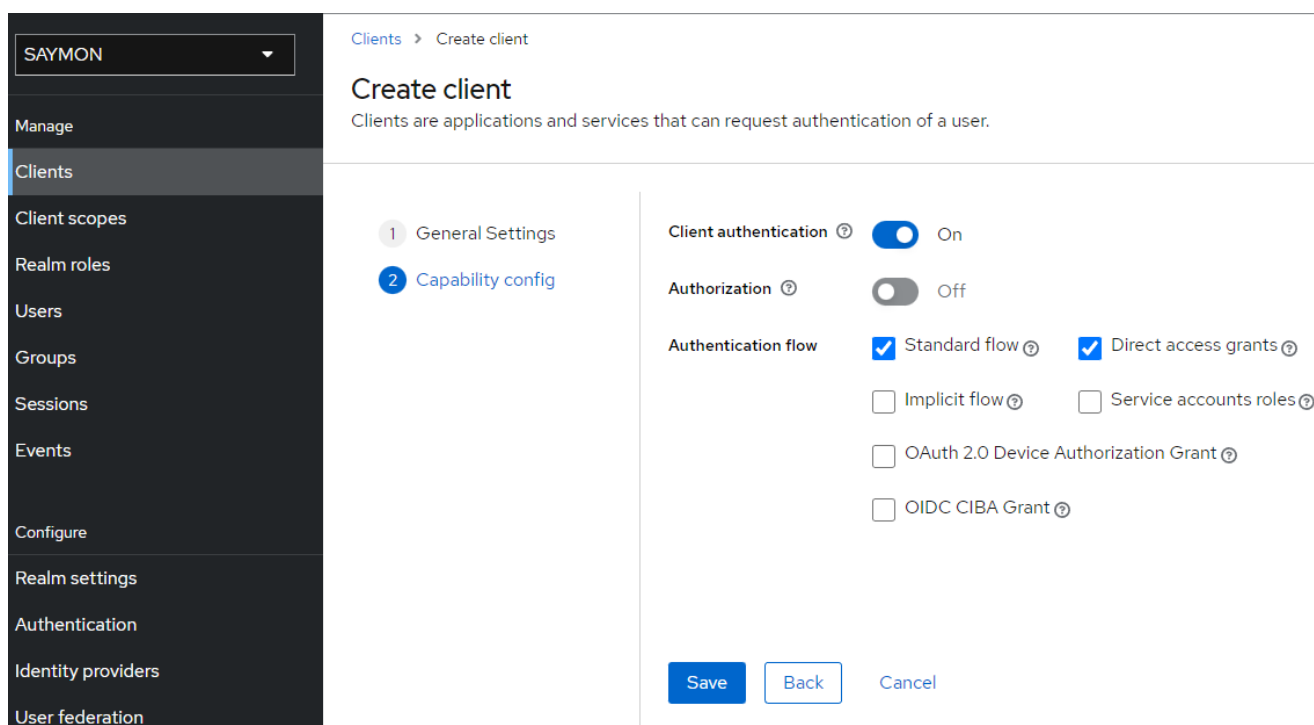 SAYMON
Manage
Clients
Client scopes
Realm roles
Users
Groups
Sessions
Events
Configure
Realm settings
Authentication
Identity providers
User federation
Clients > Create client
Create client
Clients are applications and services that can request authentication of a user.
1 General Settings
2 Capability config
Client authentication ? On
Authorization ? Off
Authentication flow Standard flow ? Direct access grants ?
Implicit flow ? Service accounts roles ?
OAuth 2.0 Device Authorization Grant ?
OIDC CIBA Grant ?
Save Back Cancel